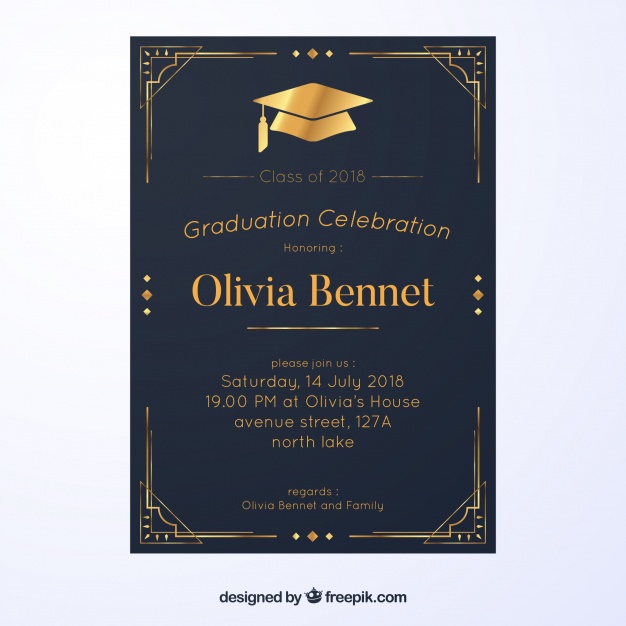 Class of 2018
Graduation Celebration
Honoring :
Olivia Bennet
please join us :
Saturday, 14 July 2018
19.00 PM at Olivia's House
avenue street, 127A
north lake
regards :
Olivia Bennet and Family
designed by freepik.com